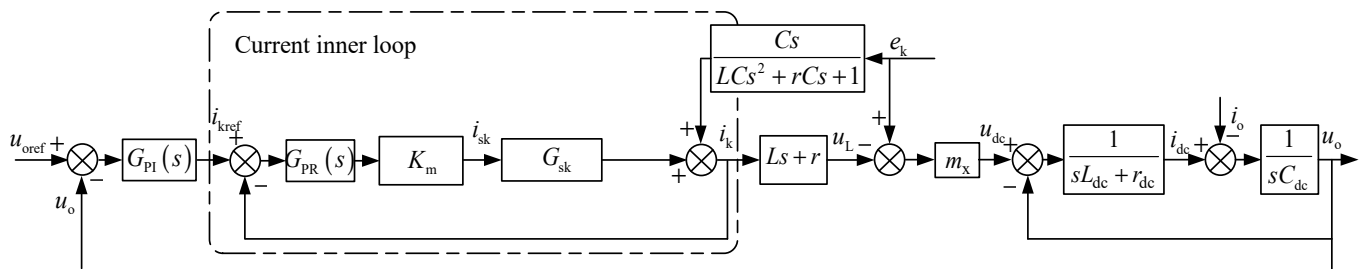 Current inner loop
Cs
LCs² + rCs + 1
e_k
u_oref
+
−
u_o
G_PI(s)
i_kref
+
−
G_PR(s)
K_m
i_sk
G_sk
+
+
i_k
Ls + r
u_L
−
+
m_x
u_dc
+
−
1
sL_dc + r_dc
i_dc
+
i_o
−
1
sC_dc
u_o